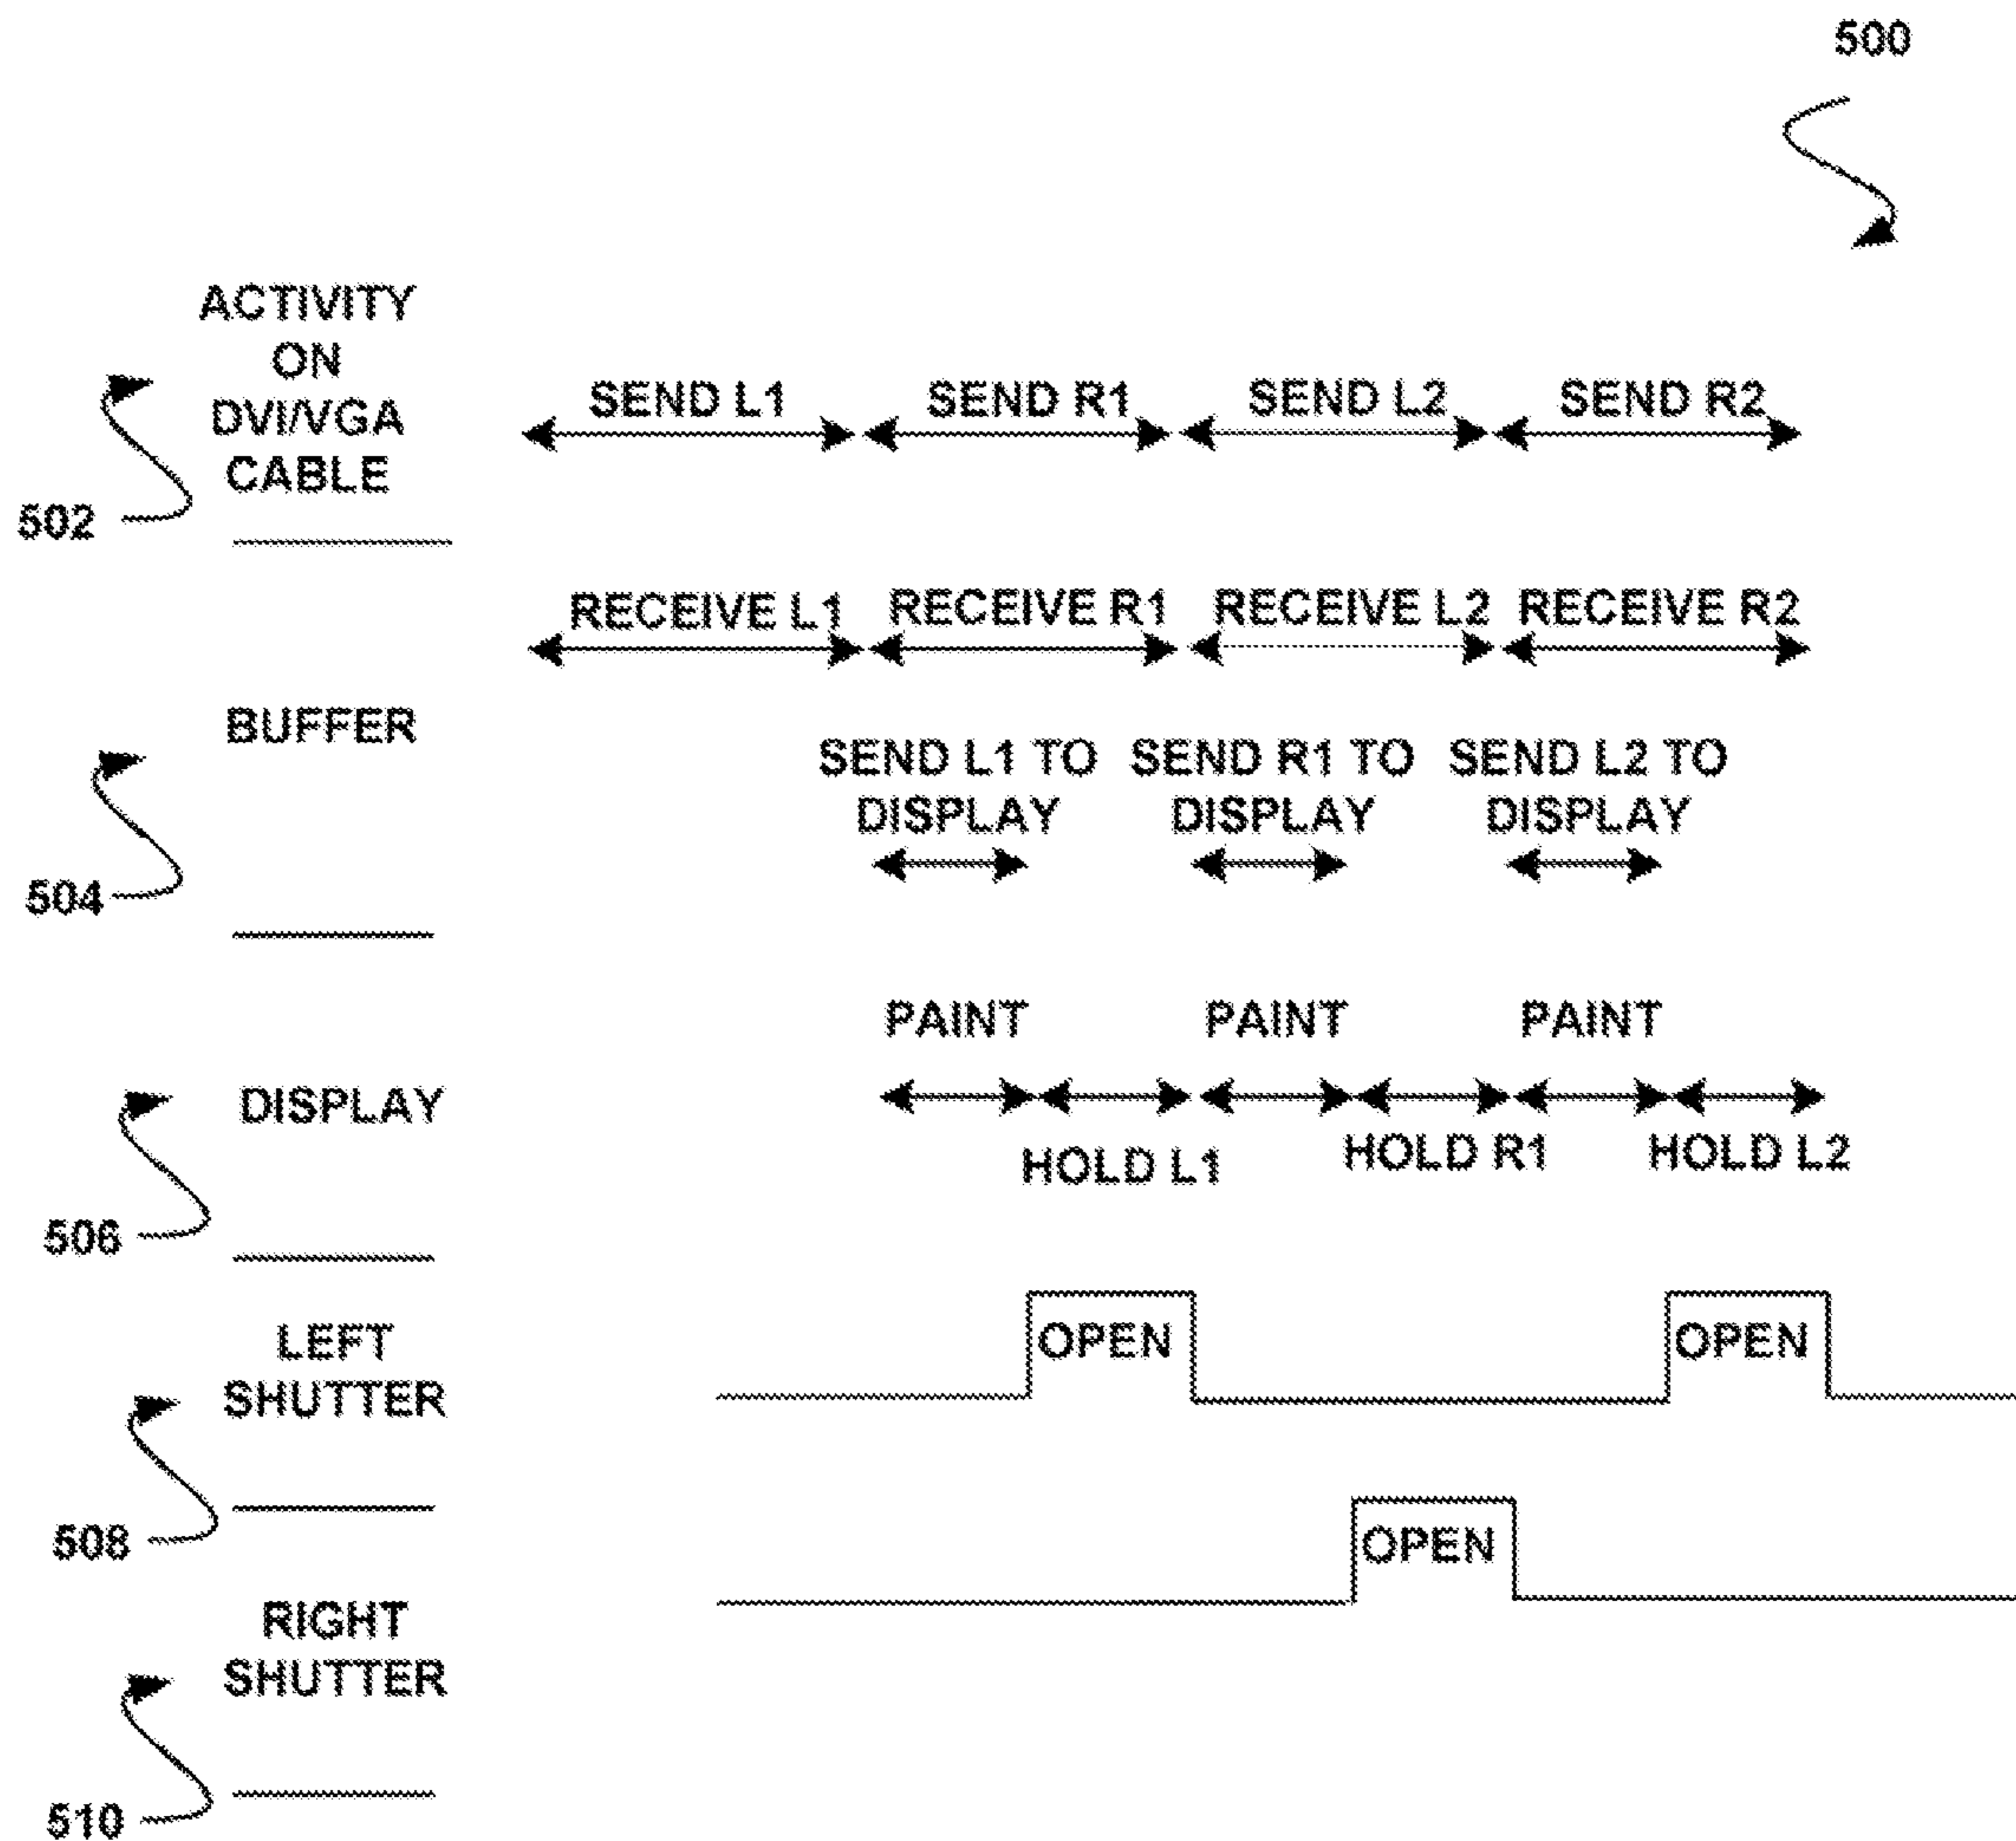 500
ACTIVITY
ON
DVI/VGA
CABLE
502
SEND L1 SEND R1 SEND L2 SEND R2
RECEIVE L1 RECEIVE R1 RECEIVE L2 RECEIVE R2
BUFFER
504
SEND L1 TO SEND R1 TO SEND L2 TO
DISPLAY DISPLAY DISPLAY
PAINT PAINT PAINT
DISPLAY
506
HOLD L1 HOLD R1 HOLD L2
LEFT
SHUTTER
508
OPEN OPEN
OPEN
RIGHT
SHUTTER
510